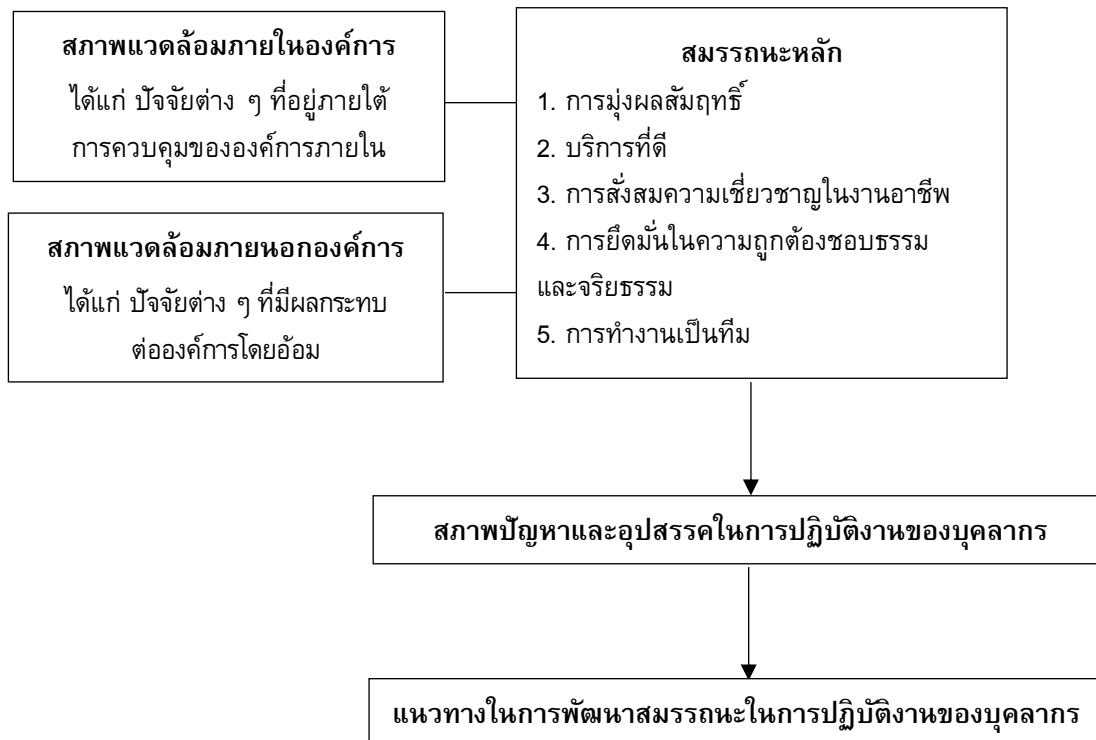 สภาพแวดล้อมภายในองค์การ
ได้แก่ ปัจจัยต่าง ๆ ที่อยู่ภายใต้
การควบคุมขององค์การภายใน
สภาพแวดล้อมภายนอกองค์การ
ได้แก่ ปัจจัยต่าง ๆ ที่มีผลกระทบ
ต่อองค์การโดยอ้อม
สมรรถนะหลัก
1. การมุ่งผลสัมฤทธิ์
2. บริการที่ดี
3. การสั่งสมความเชี่ยวชาญในงานอาชีพ
4. การยึดมั่นในความถูกต้องชอบธรรม
และจริยธรรม
5. การทำงานเป็นทีม
สภาพปัญหาและอุปสรรคในการปฏิบัติงานของบุคลากร
แนวทางในการพัฒนาสมรรถนะในการปฏิบัติงานของบุคลากร